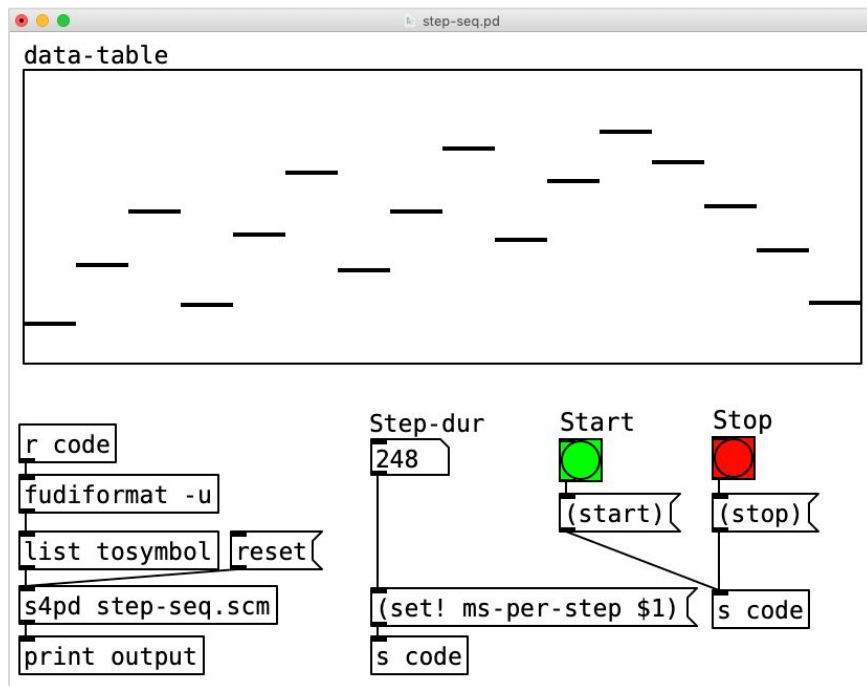 step-seq.pd
data-table
r code
fudiformat -u
list tosymbol
reset
s4pd step-seq.scm
print output
Step-dur
248
(set! ms-per-step $1)
s code
Start
(start)
Stop
(stop)
s code